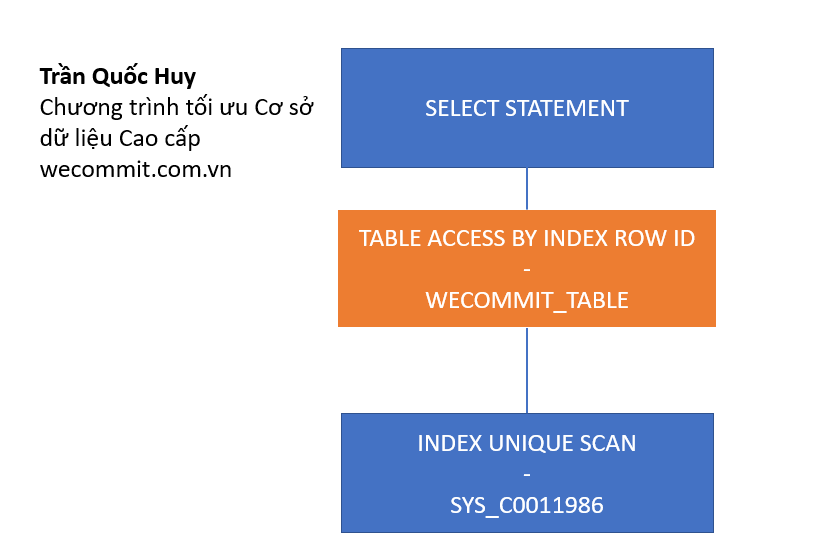 Trần Quốc Huy
Chương trình tối ưu Cơ sở
dữ liệu Cao cấp
wecommit.com.vn
SELECT STATEMENT
TABLE ACCESS BY INDEX ROW ID
-
WECOMMIT_TABLE
INDEX UNIQUE SCAN
-
SYS_C0011986